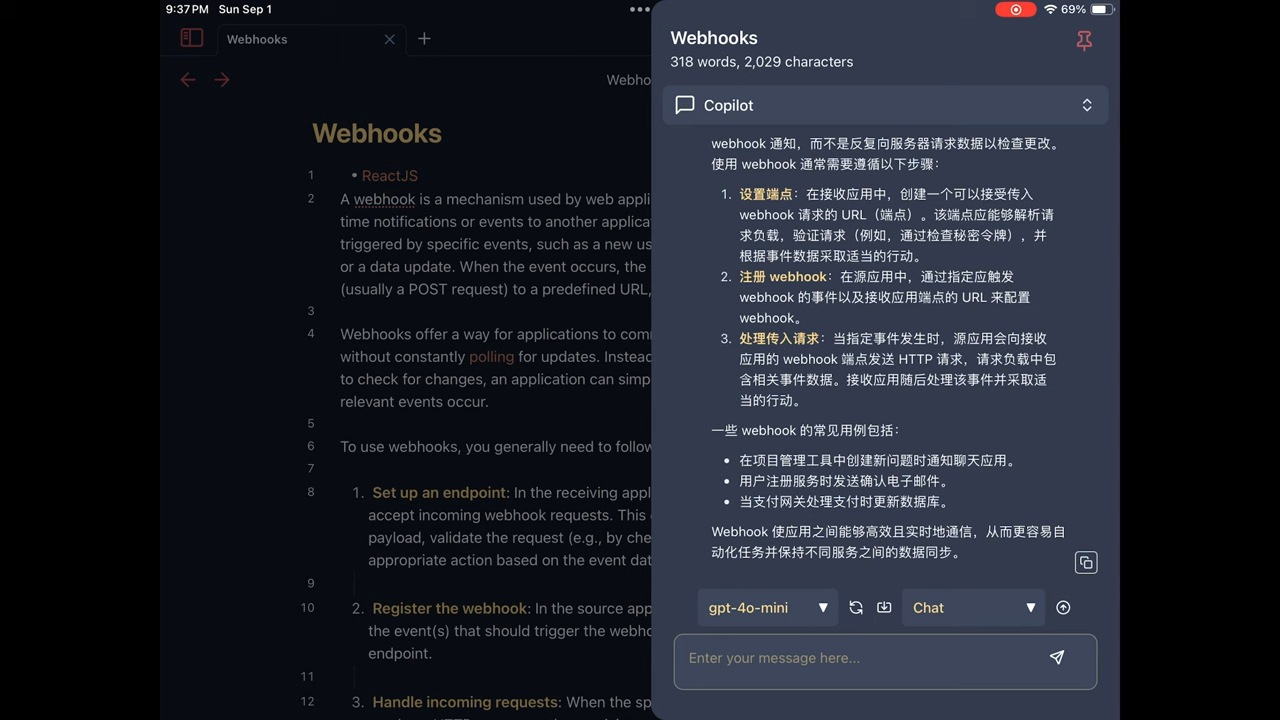 9:37 PM Sun Sep 1
69%
Webhooks
Webho
Webhooks
1 • ReactJS
2 A webhook is a mechanism used by web appli
time notifications or events to another applica
triggered by specific events, such as a new us
or a data update. When the event occurs, the s
(usually a POST request) to a predefined URL,
3
4 Webhooks offer a way for applications to com
without constantly polling for updates. Instead
to check for changes, an application can simp
relevant events occur.
5
6 To use webhooks, you generally need to follow
7
8 1. Set up an endpoint: In the receiving appl
accept incoming webhook requests. This e
payload, validate the request (e.g., by che
appropriate action based on the event dat
9
10 2. Register the webhook: In the source app
the event(s) that should trigger the webho
endpoint.
11
12 3. Handle incoming requests: When the sp
Webhooks
318 words, 2,029 characters
Copilot
webhook 通知，而不是反复向服务器请求数据以检查更改。
使用 webhook 通常需要遵循以下步骤：
1. 设置端点：在接收应用中，创建一个可以接受传入
webhook 请求的 URL（端点）。该端点应能够解析请
求负载，验证请求（例如，通过检查秘密令牌），并
根据事件数据采取适当的行动。
2. 注册 webhook：在源应用中，通过指定应触发
webhook 的事件以及接收应用端点的 URL 来配置
webhook。
3. 处理传入请求：当指定事件发生时，源应用会向接收
应用的 webhook 端点发送 HTTP 请求，请求负载中包
含相关事件数据。接收应用随后处理该事件并采取适
当的行动。
一些 webhook 的常见用例包括：
• 在项目管理工具中创建新问题时通知聊天应用。
• 用户注册服务时发送确认电子邮件。
• 当支付网关处理支付时更新数据库。
Webhook 使应用之间能够高效且实时地通信，从而更容易自
动化任务并保持不同服务之间的数据同步。
gpt-4o-mini
Chat
Enter your message here...